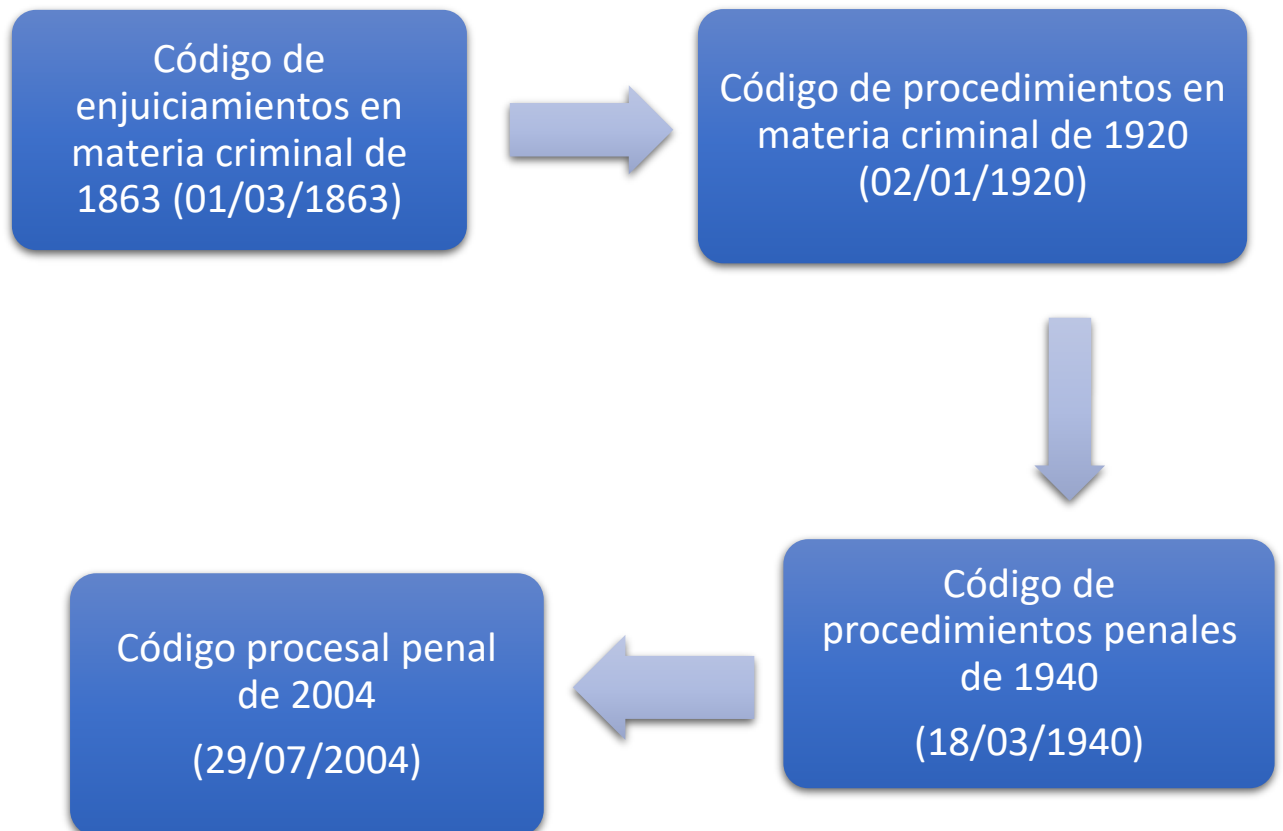 Código de
enjuiciamientos en
materia criminal de
1863 (01/03/1863)
Código de procedimientos en
materia criminal de 1920
(02/01/1920)
Código de
procedimientos penales
de 1940
(18/03/1940)
Código procesal penal
de 2004
(29/07/2004)